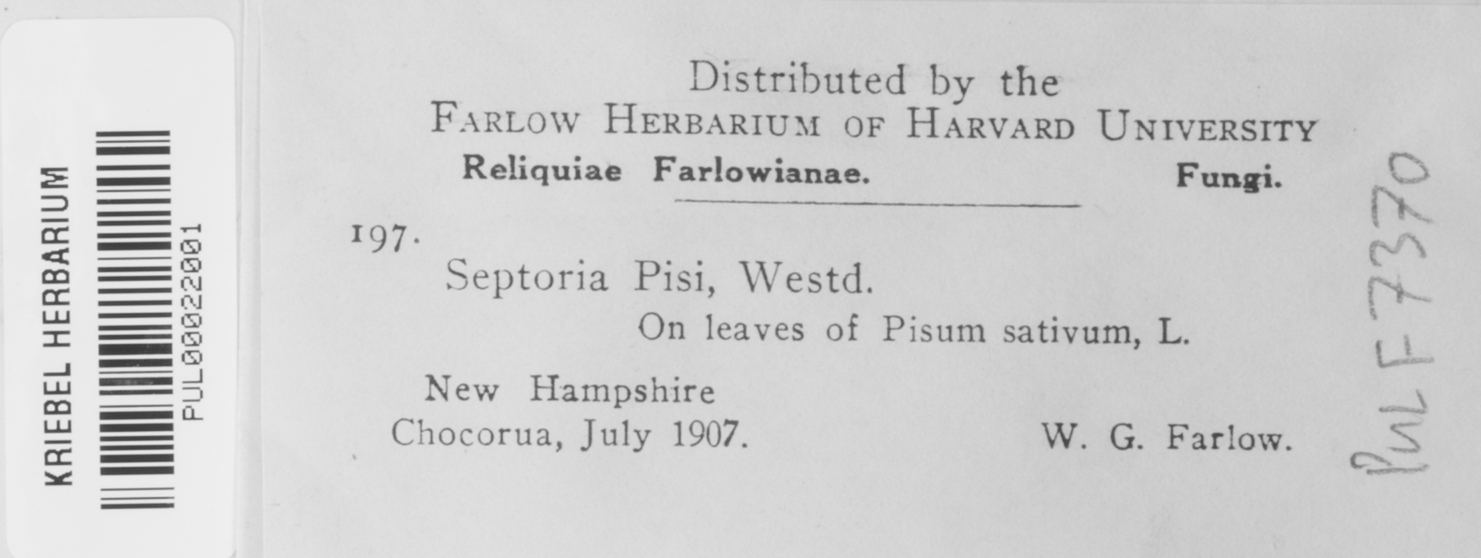 KRIEBEL HERBARIUM
PUL00022001
Distributed by the
FARLOW HERBARIUM OF HARVARD UNIVERSITY
Reliquiae Farlowianae. Fungi.
197.
Septoria Pisi, Westd.
On leaves of Pisum sativum, L.
New Hampshire
Chocorua, July 1907. W. G. Farlow.
PUL F 7370